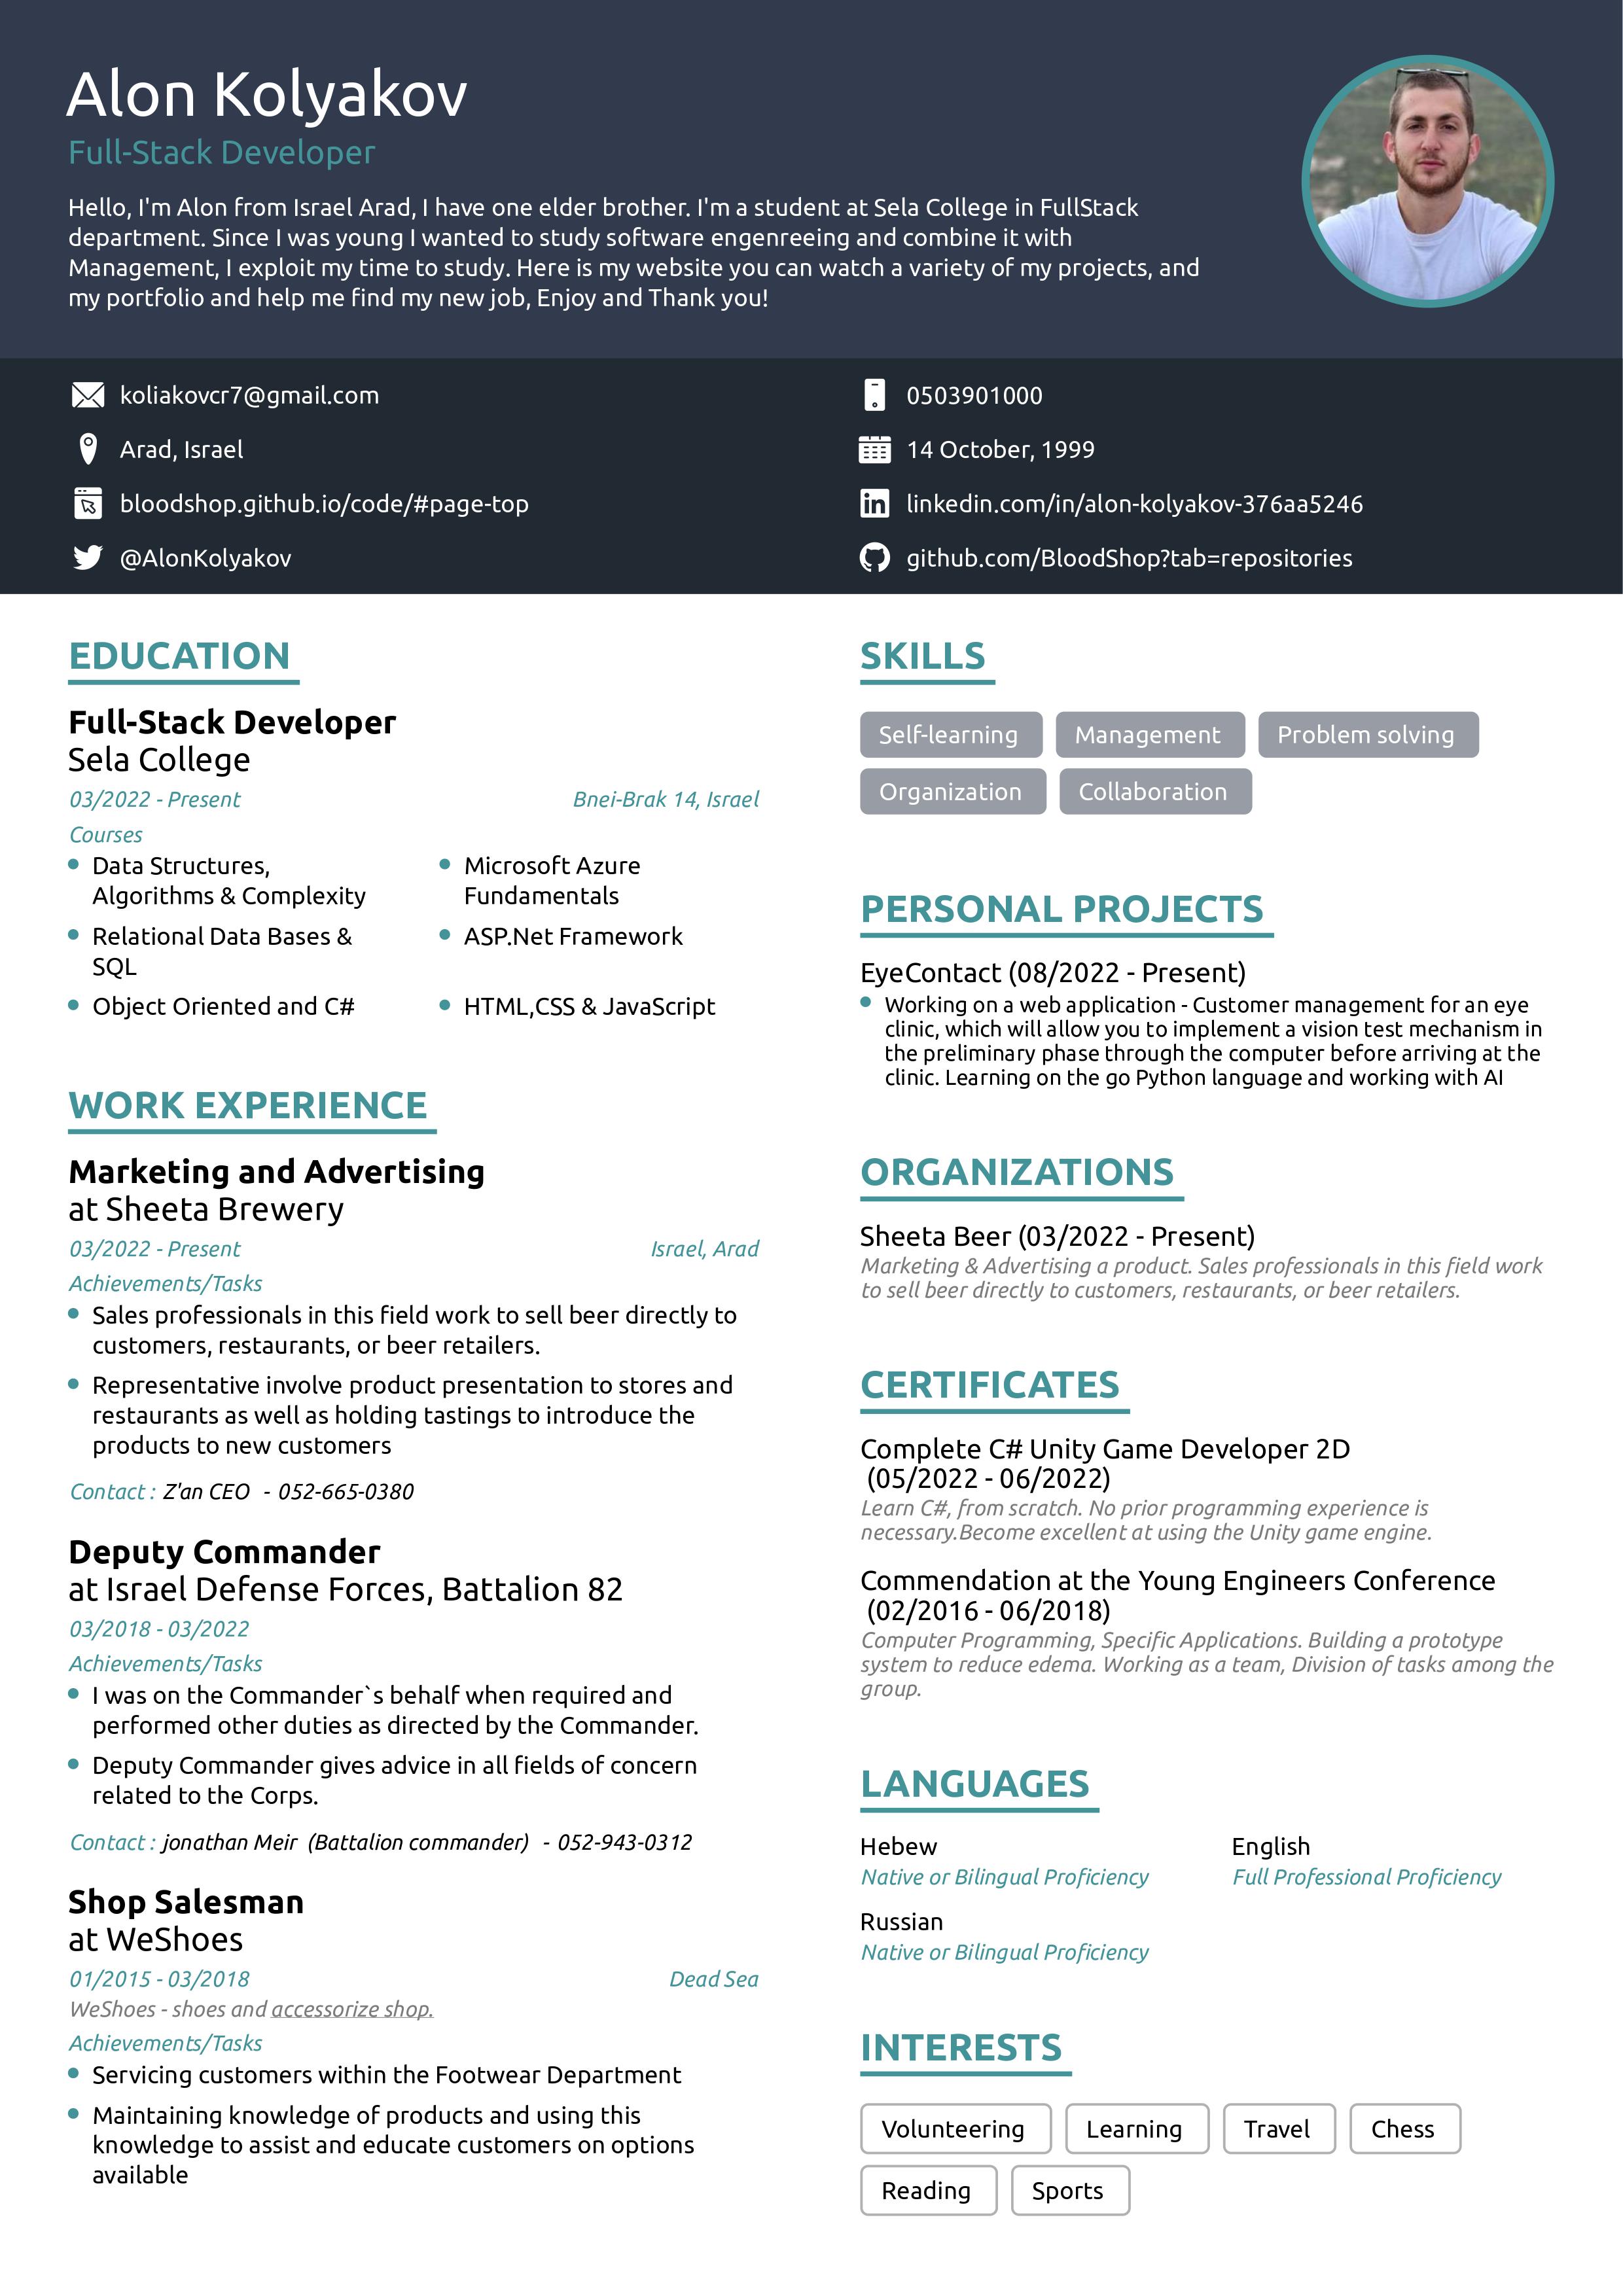 Alon Kolyakov
Full-Stack Developer
Hello, I'm Alon from Israel Arad, I have one elder brother. I'm a student at Sela College in FullStack
department. Since I was young I wanted to study software engenreeing and combine it with
Management, I exploit my time to study. Here is my website you can watch a variety of my projects, and
my portfolio and help me find my new job, Enjoy and Thank you!
koliakovcr7@gmail.com
0503901000
Arad, Israel
14 October, 1999
bloodshop.github.io/code/#page-top
linkedin.com/in/alon-kolyakov-376aa5246
@AlonKolyakov
github.com/BloodShop?tab=repositories
EDUCATION
Full-Stack Developer
Sela College
03/2022 - Present
Bnei-Brak 14, Israel
Courses
Data Structures,
Algorithms & Complexity
Microsoft Azure
Fundamentals
Relational Data Bases &
SQL
ASP.Net Framework
Object Oriented and C#
HTML,CSS & JavaScript
WORK EXPERIENCE
Marketing and Advertising
at Sheeta Brewery
03/2022 - Present
Israel, Arad
Achievements/Tasks
Sales professionals in this field work to sell beer directly to
customers, restaurants, or beer retailers.
Representative involve product presentation to stores and
restaurants as well as holding tastings to introduce the
products to new customers
Contact : Z'an CEO - 052-665-0380
Deputy Commander
at Israel Defense Forces, Battalion 82
03/2018 - 03/2022
Achievements/Tasks
I was on the Commander`s behalf when required and
performed other duties as directed by the Commander.
Deputy Commander gives advice in all fields of concern
related to the Corps.
Contact : jonathan Meir (Battalion commander) - 052-943-0312
Shop Salesman
at WeShoes
01/2015 - 03/2018
Dead Sea
WeShoes - shoes and accessorize shop.
Achievements/Tasks
Servicing customers within the Footwear Department
Maintaining knowledge of products and using this
knowledge to assist and educate customers on options
available
SKILLS
Self-learning
Management
Problem solving
Organization
Collaboration
PERSONAL PROJECTS
EyeContact (08/2022 - Present)
Working on a web application - Customer management for an eye
clinic, which will allow you to implement a vision test mechanism in
the preliminary phase through the computer before arriving at the
clinic. Learning on the go Python language and working with AI
ORGANIZATIONS
Sheeta Beer (03/2022 - Present)
Marketing & Advertising a product. Sales professionals in this field work
to sell beer directly to customers, restaurants, or beer retailers.
CERTIFICATES
Complete C# Unity Game Developer 2D
(05/2022 - 06/2022)
Learn C#, from scratch. No prior programming experience is
necessary.Become excellent at using the Unity game engine.
Commendation at the Young Engineers Conference
(02/2016 - 06/2018)
Computer Programming, Specific Applications. Building a prototype
system to reduce edema. Working as a team, Division of tasks among the
group.
LANGUAGES
Hebew
Native or Bilingual Proficiency
English
Full Professional Proficiency
Russian
Native or Bilingual Proficiency
INTERESTS
Volunteering
Learning
Travel
Chess
Reading
Sports